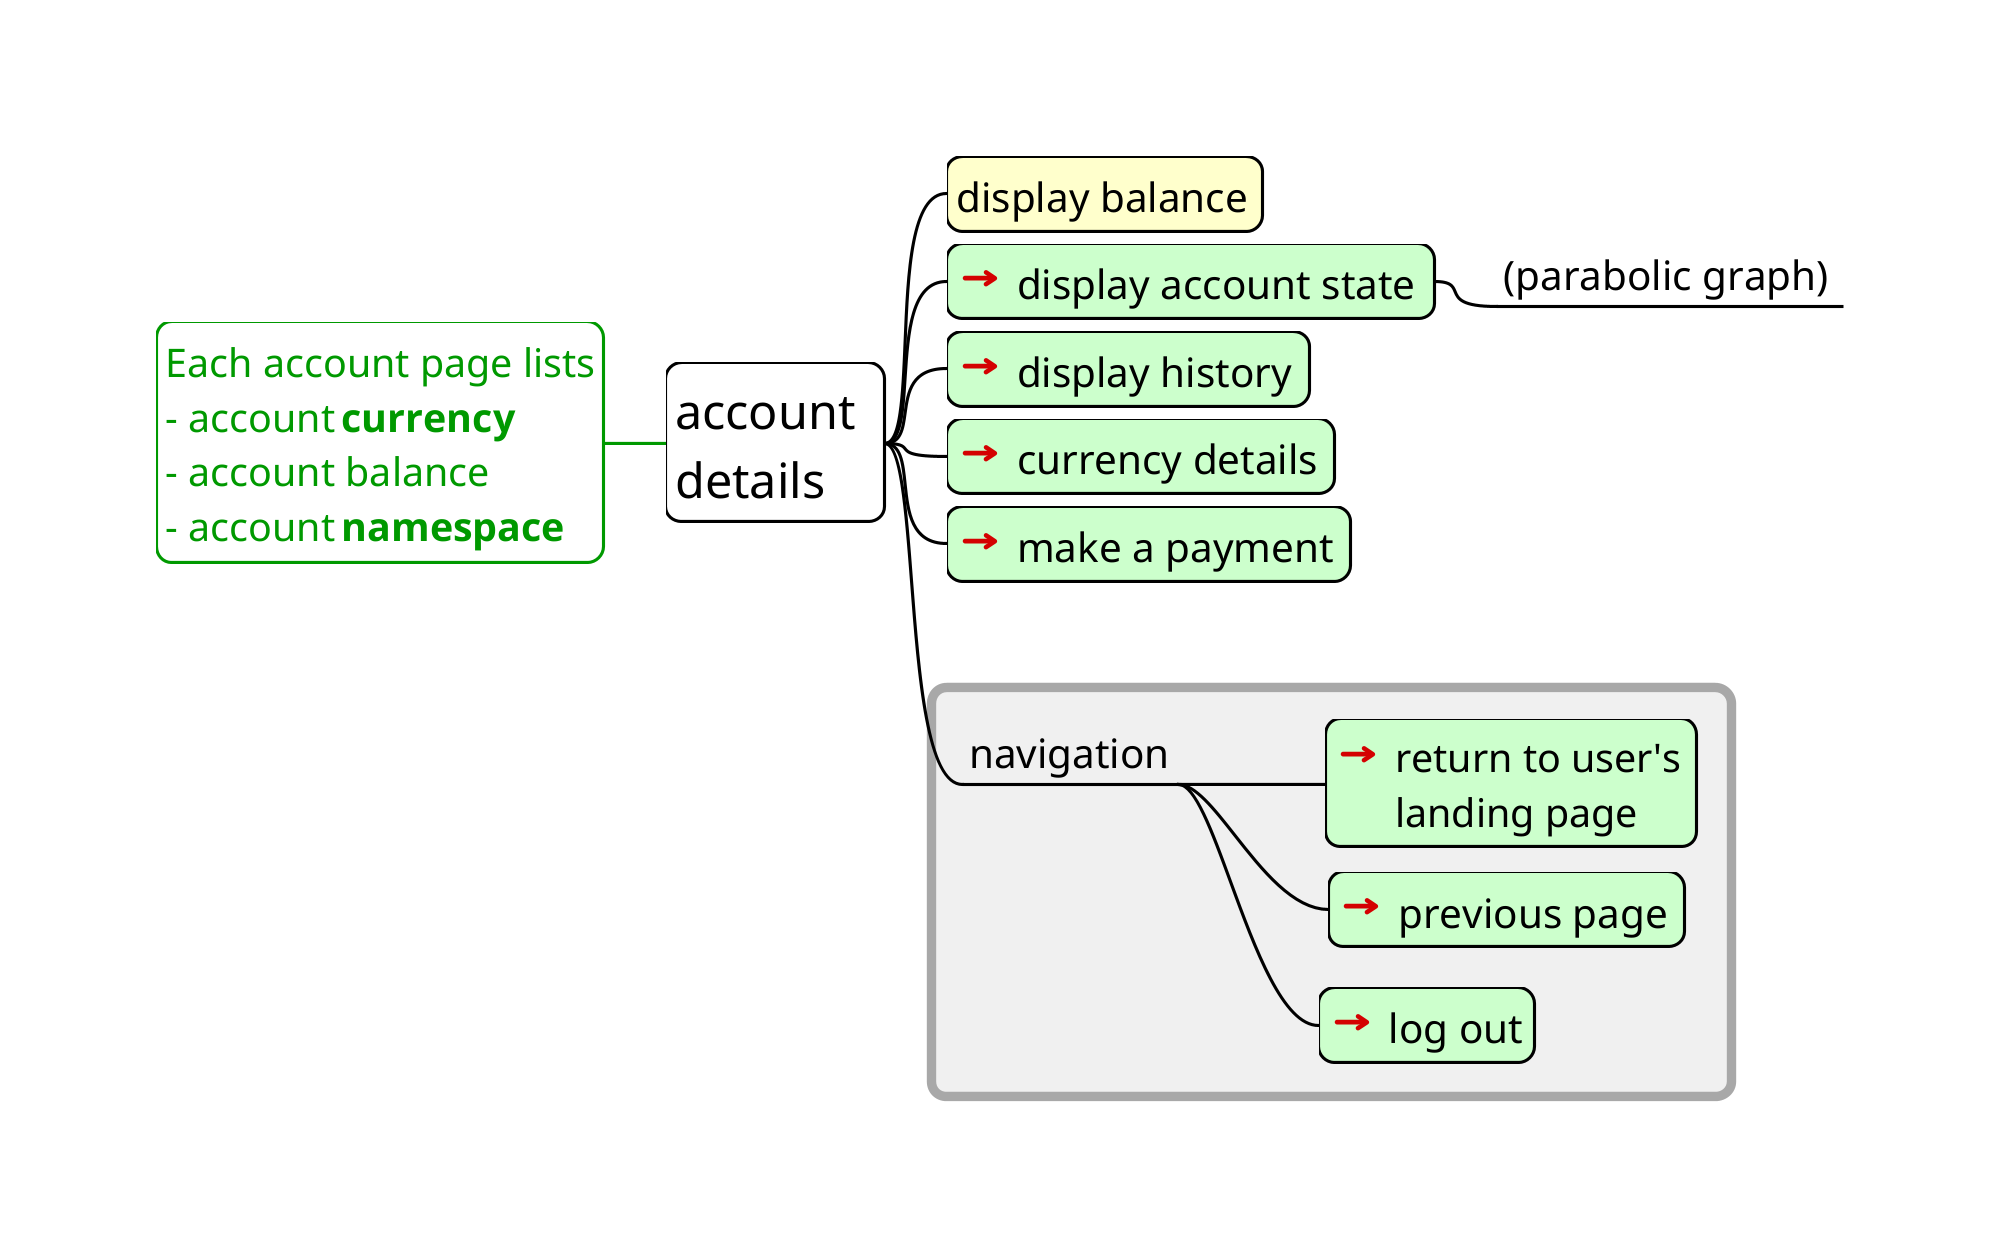 display balance
display account state
(parabolic graph)
display history
currency details
make a payment
Each account page lists
- account currency
- account balance
- account namespace
account
details
navigation
return to user's
landing page
previous page
log out